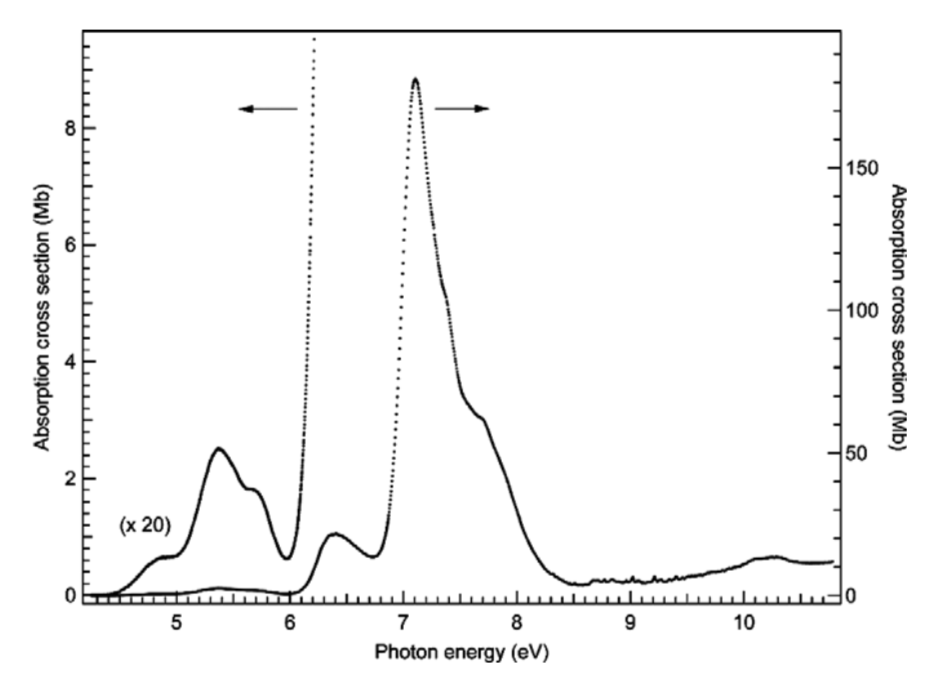 Absorption cross section (Mb)
8
6
4
2
0
(x 20)
150
100
50
0
Absorption cross section (Mb)
5 6 7 8 9 10
Photon energy (eV)